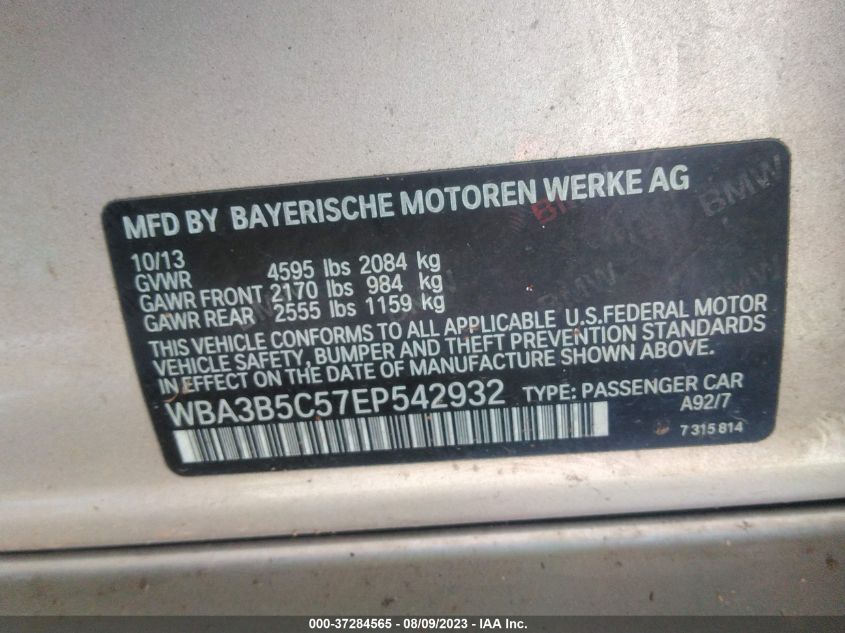 MFD BY BAYERISCHE MOTOREN WERKE AG
10/13
GVWR 4595 lbs 2084 kg
GAWR FRONT 2170 lbs 984 kg
GAWR REAR 2555 lbs 1159 kg
THIS VEHICLE CONFORMS TO ALL APPLICABLE U.S.FEDERAL MOTOR
VEHICLE SAFETY, BUMPER AND THEFT PREVENTION STANDARDS
IN EFFECT ON THE DATE OF MANUFACTURE SHOWN ABOVE.
WBA3B5C57EP542932 TYPE: PASSENGER CAR
A92/7
7 315 814
000-37284565 - 08/09/2023 - IAA Inc.